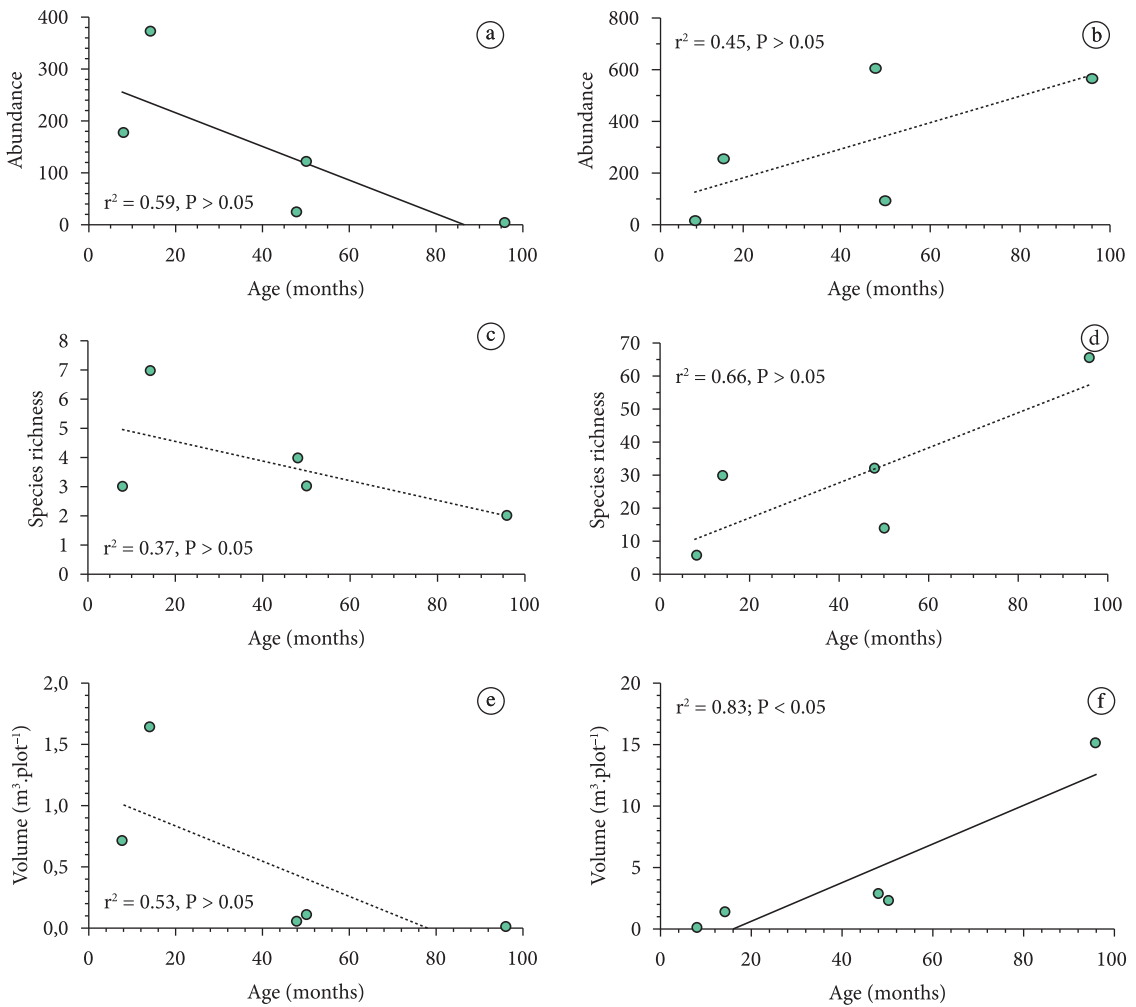 a
400
300
200
100
0
Abundance
r² = 0.59, P > 0.05
0 20 40 60 80 100
Age (months)
b
800
600
400
200
0
Abundance
r² = 0.45, P > 0.05
0 20 40 60 80 100
Age (months)
c
8
7
6
5
4
3
2
1
0
Species richness
r² = 0.37, P > 0.05
0 20 40 60 80 100
Age (months)
d
70
60
50
40
30
20
10
0
Species richness
r² = 0.66, P > 0.05
0 20 40 60 80 100
Age (months)
e
2,0
1,5
1,0
0,5
0,0
Volume (m³.plot⁻¹)
r² = 0.53, P > 0.05
0 20 40 60 80 100
Age (months)
f
20
15
10
5
0
Volume (m³.plot⁻¹)
r² = 0.83; P < 0.05
0 20 40 60 80 100
Age (months)